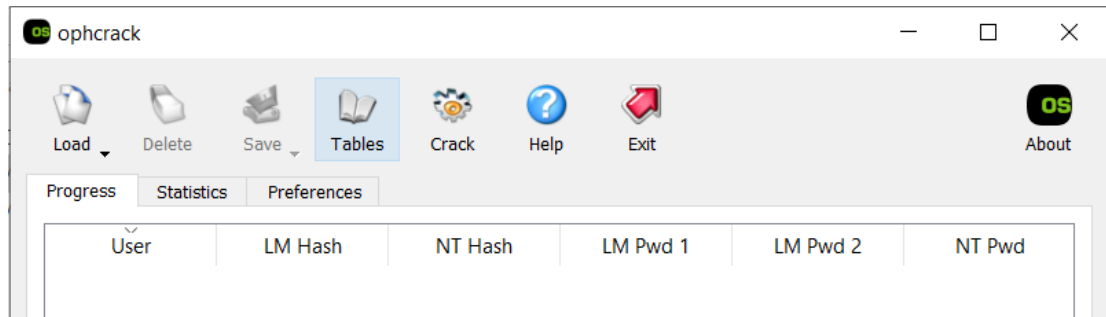 OS ophcrack
OS
Load Delete Save Tables Crack Help Exit About
Progress Statistics Preferences
User LM Hash NT Hash LM Pwd 1 LM Pwd 2 NT Pwd